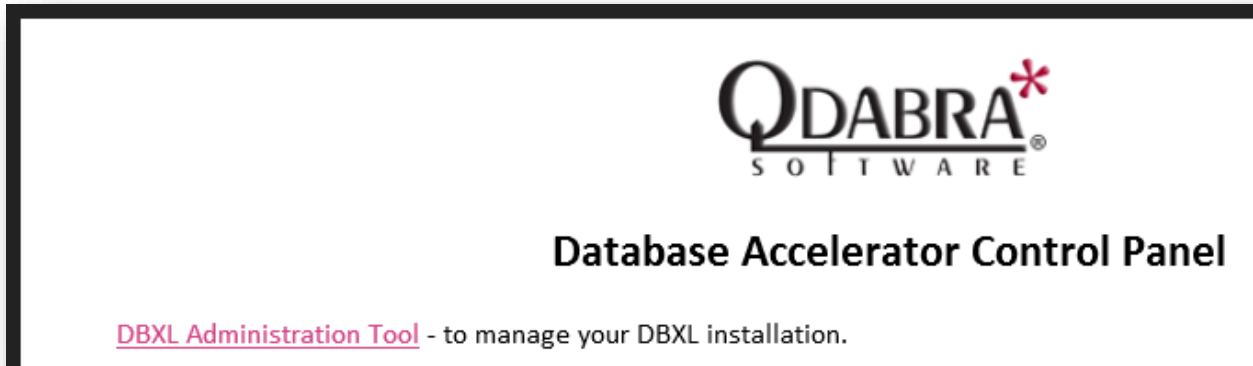 QDABRA*®
SOFTWARE
Database Accelerator Control Panel
DBXL Administration Tool - to manage your DBXL installation.